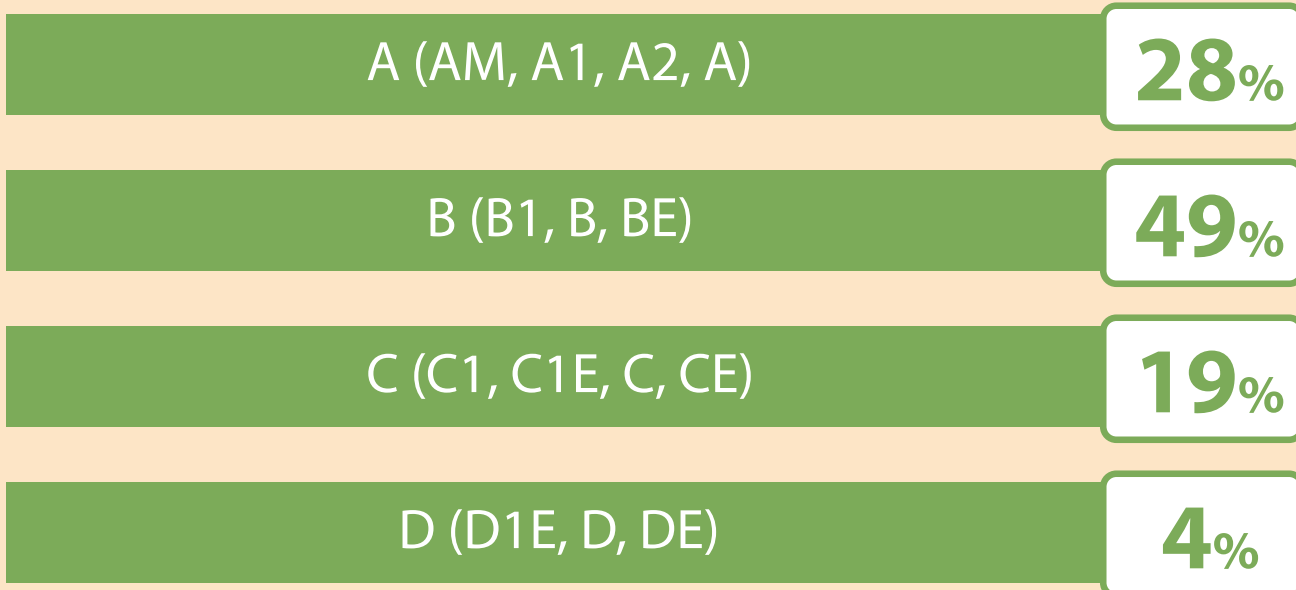 A (AM, A1, A2, A) 28%
B (B1, B, BE) 49%
C (C1, C1E, C, CE) 19%
D (D1E, D, DE) 4%